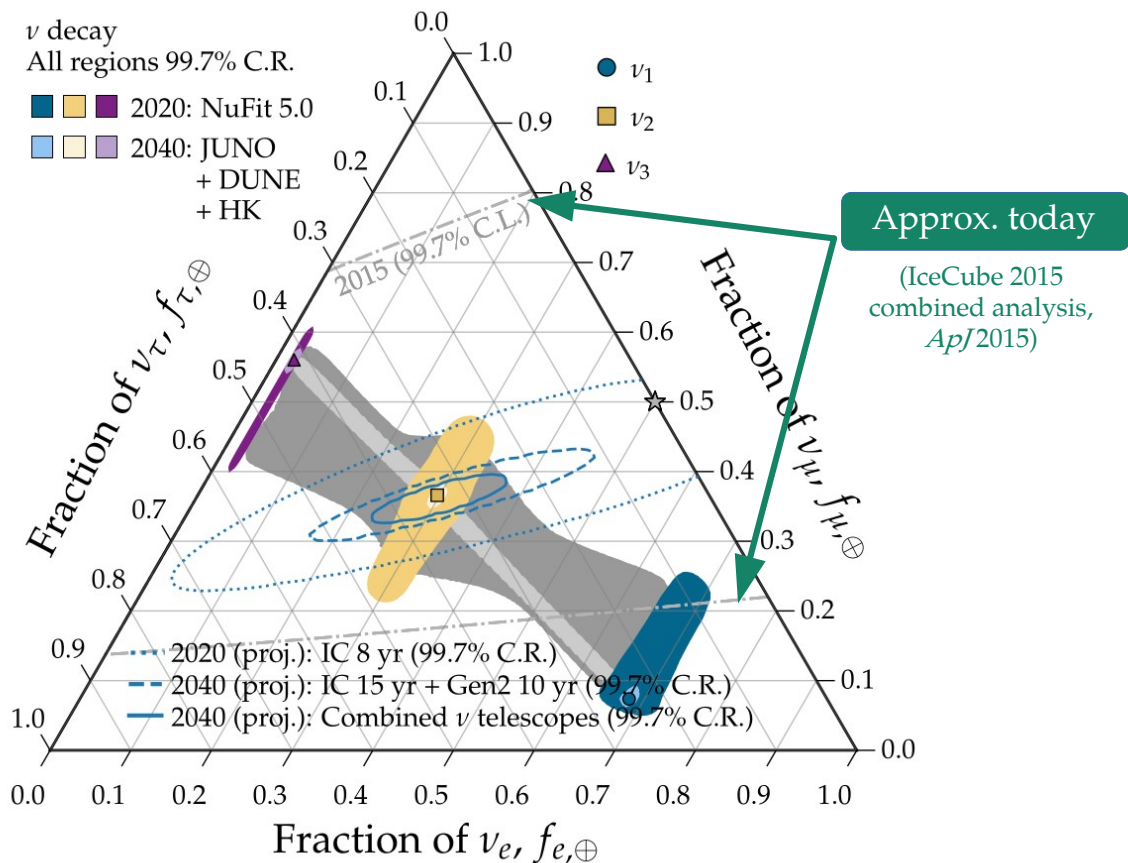 ν decay
All regions 99.7% C.R.
2020: NuFit 5.0
2040: JUNO
+ DUNE
+ HK
ν₁
ν₂
ν₃
Approx. today
(IceCube 2015
combined analysis,
ApJ 2015)
2015 (99.7% C.L.)
Fraction of ντ, fτ,⊕
0.0
0.1
0.2
0.3
0.4
0.5
0.6
0.7
0.8
0.9
1.0
Fraction of νμ, fμ,⊕
1.0
0.9
0.8
0.7
0.6
0.5
0.4
0.3
0.2
0.1
0.0
2020 (proj.): IC 8 yr (99.7% C.R.)
2040 (proj.): IC 15 yr + Gen2 10 yr (99.7% C.R.)
2040 (proj.): Combined ν telescopes (99.7% C.R.)
0.0 0.1 0.2 0.3 0.4 0.5 0.6 0.7 0.8 0.9 1.0
Fraction of νe, fe,⊕